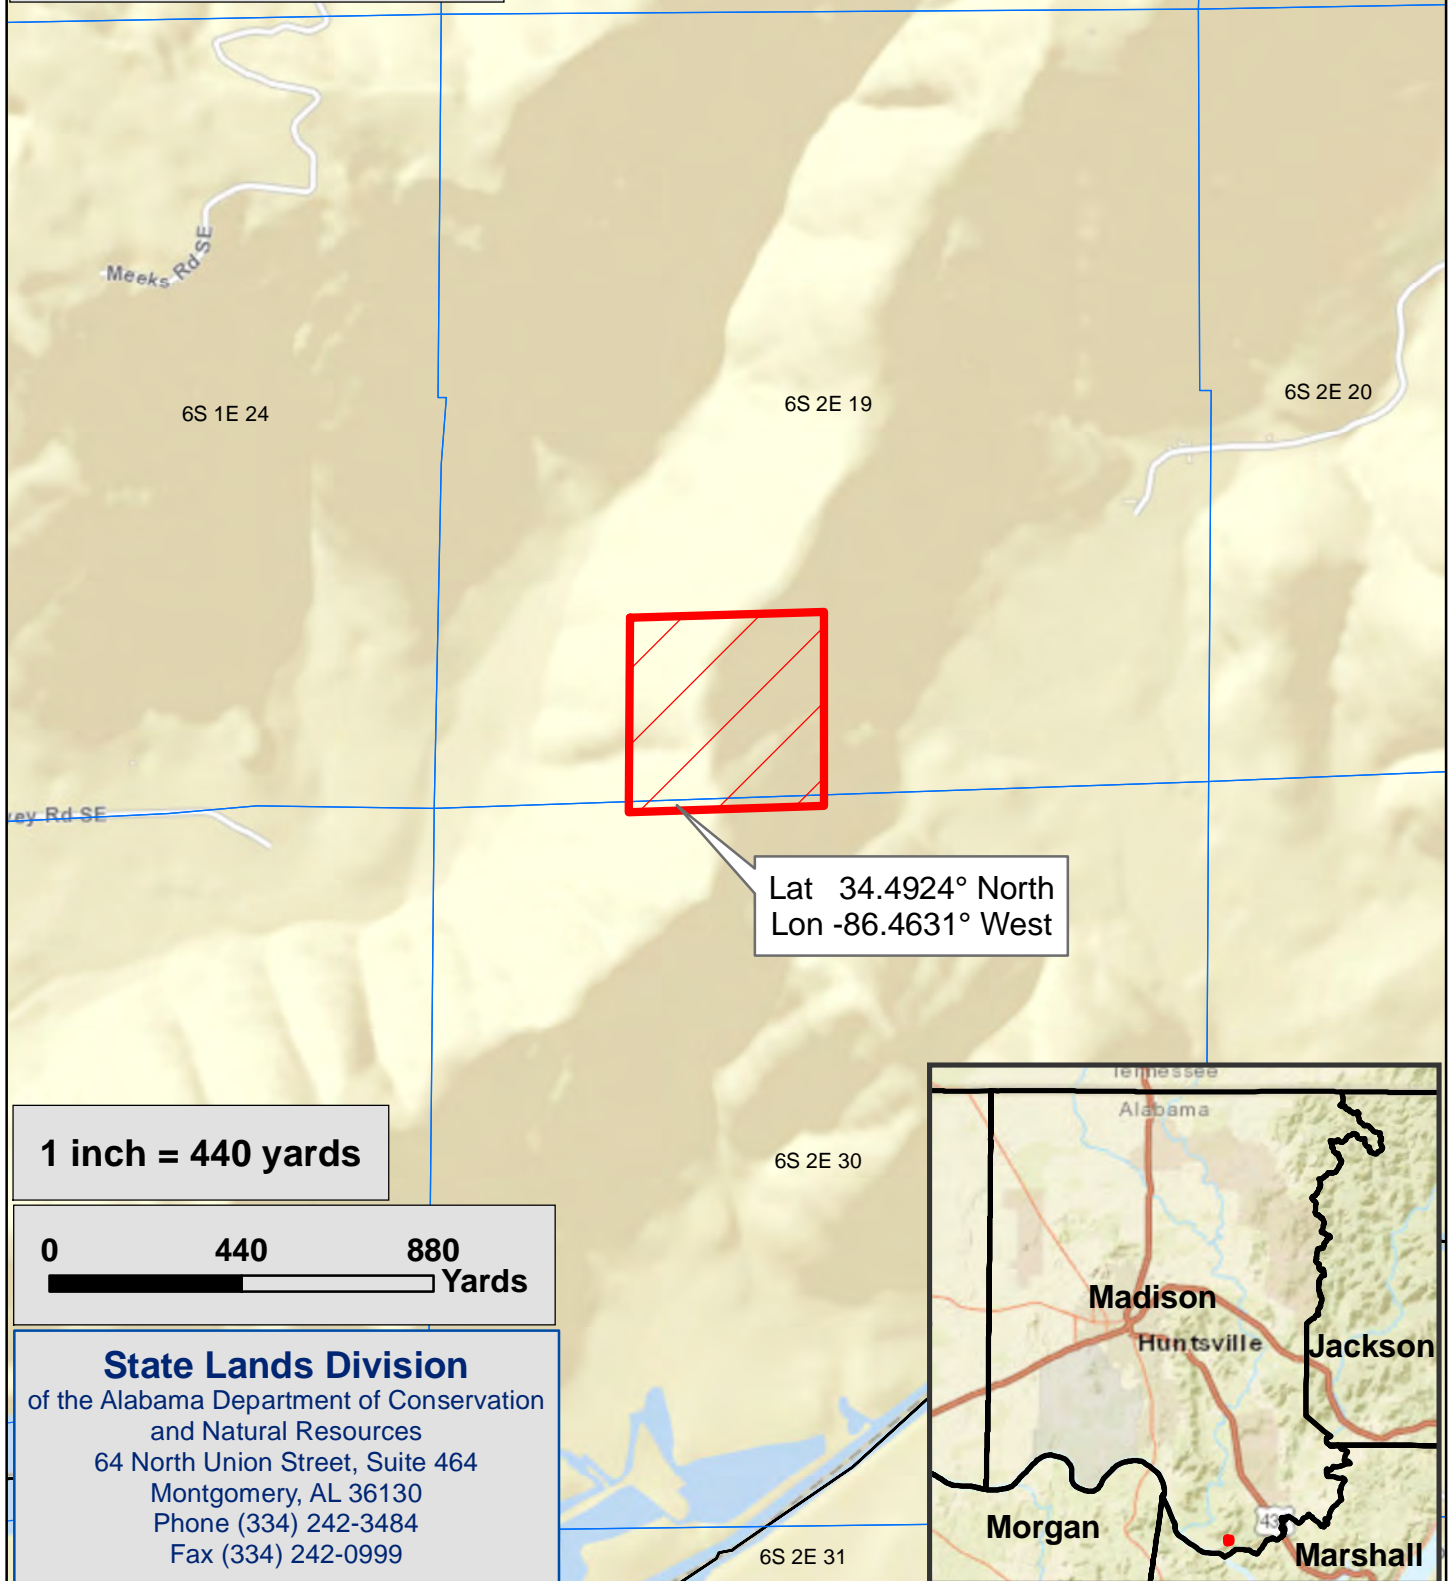 Meeks Rd SE
6S 1E 24
6S 2E 19
6S 2E 20
vey Rd SE
Lat 34.4924° North
Lon -86.4631° West
6S 2E 30
1 inch = 440 yards
0 440 880
Yards
State Lands Division
of the Alabama Department of Conservation
and Natural Resources
64 North Union Street, Suite 464
Montgomery, AL 36130
Phone (334) 242-3484
Fax (334) 242-0999
6S 2E 31
Tennessee
Alabama
Madison
Huntsville
Jackson
Morgan
43
Marshall